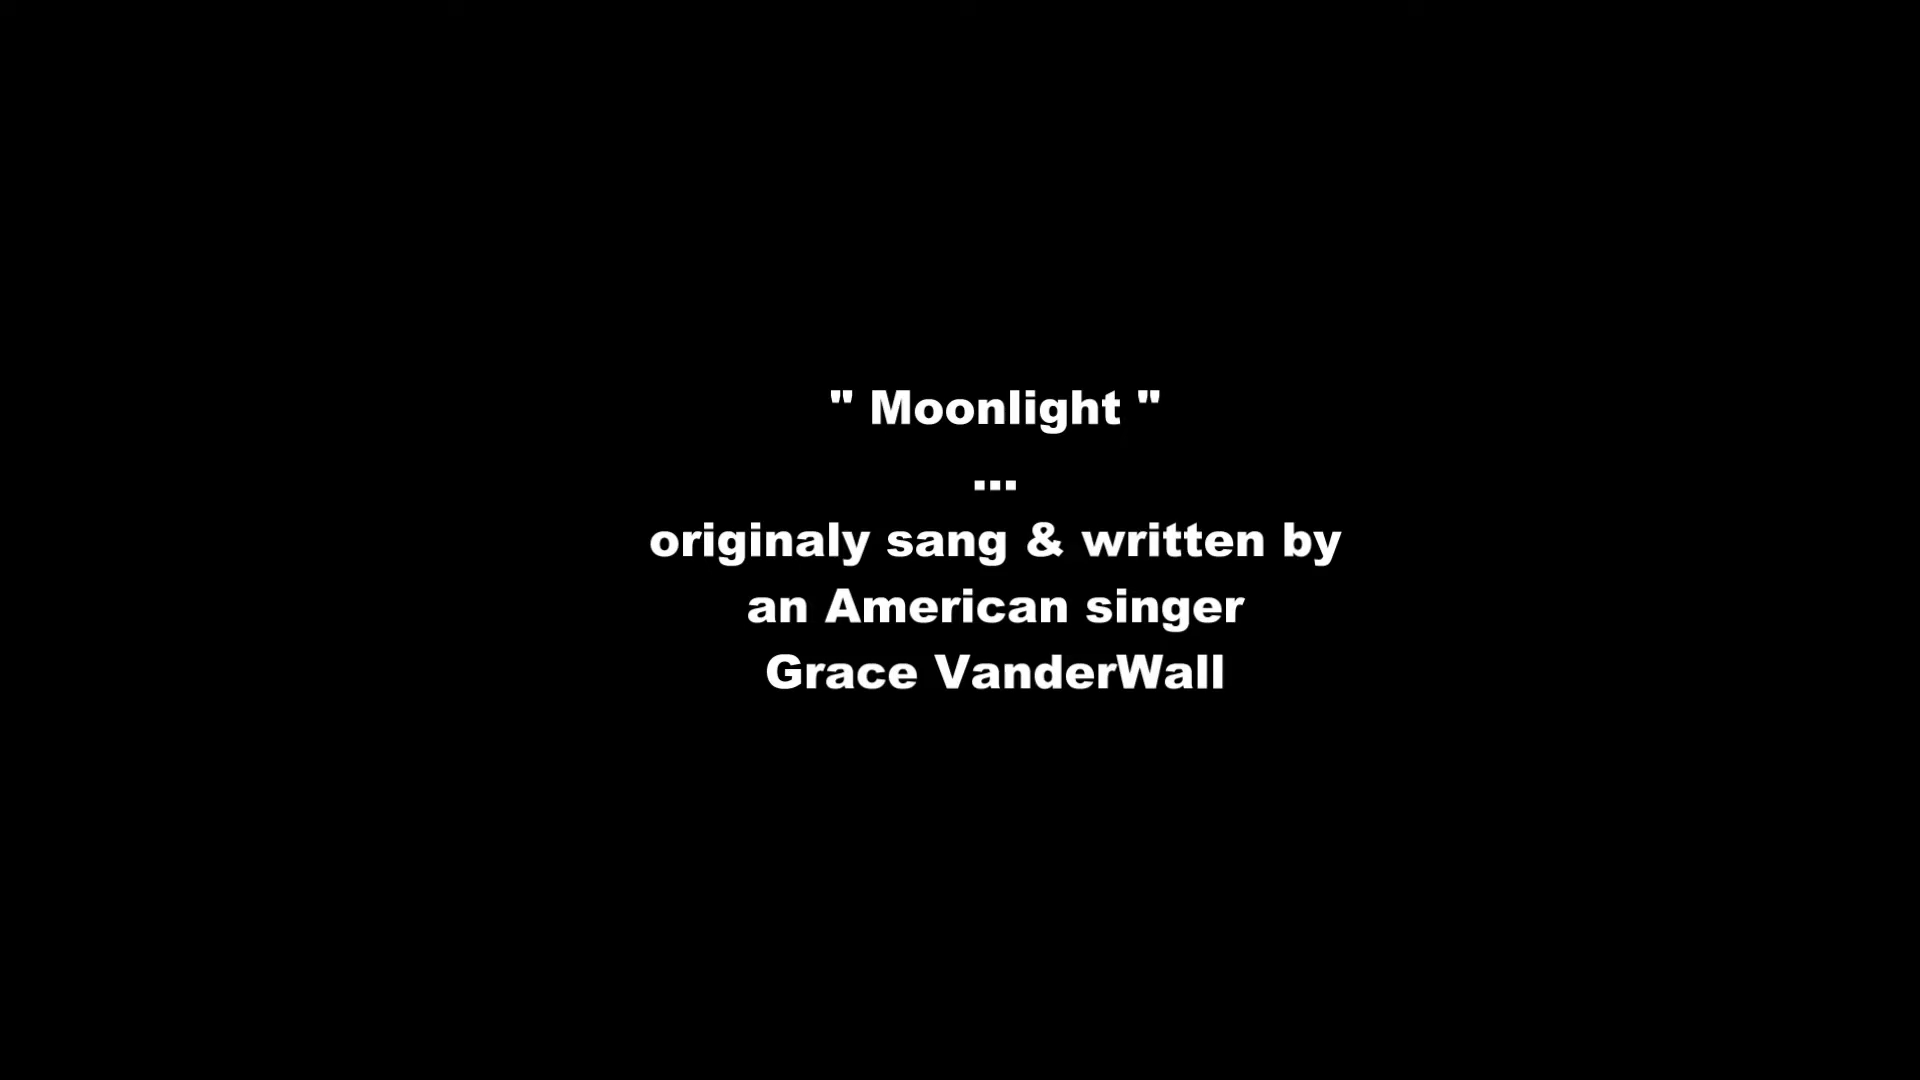 " Moonlight "
...
originaly sang & written by
an American singer
Grace VanderWall